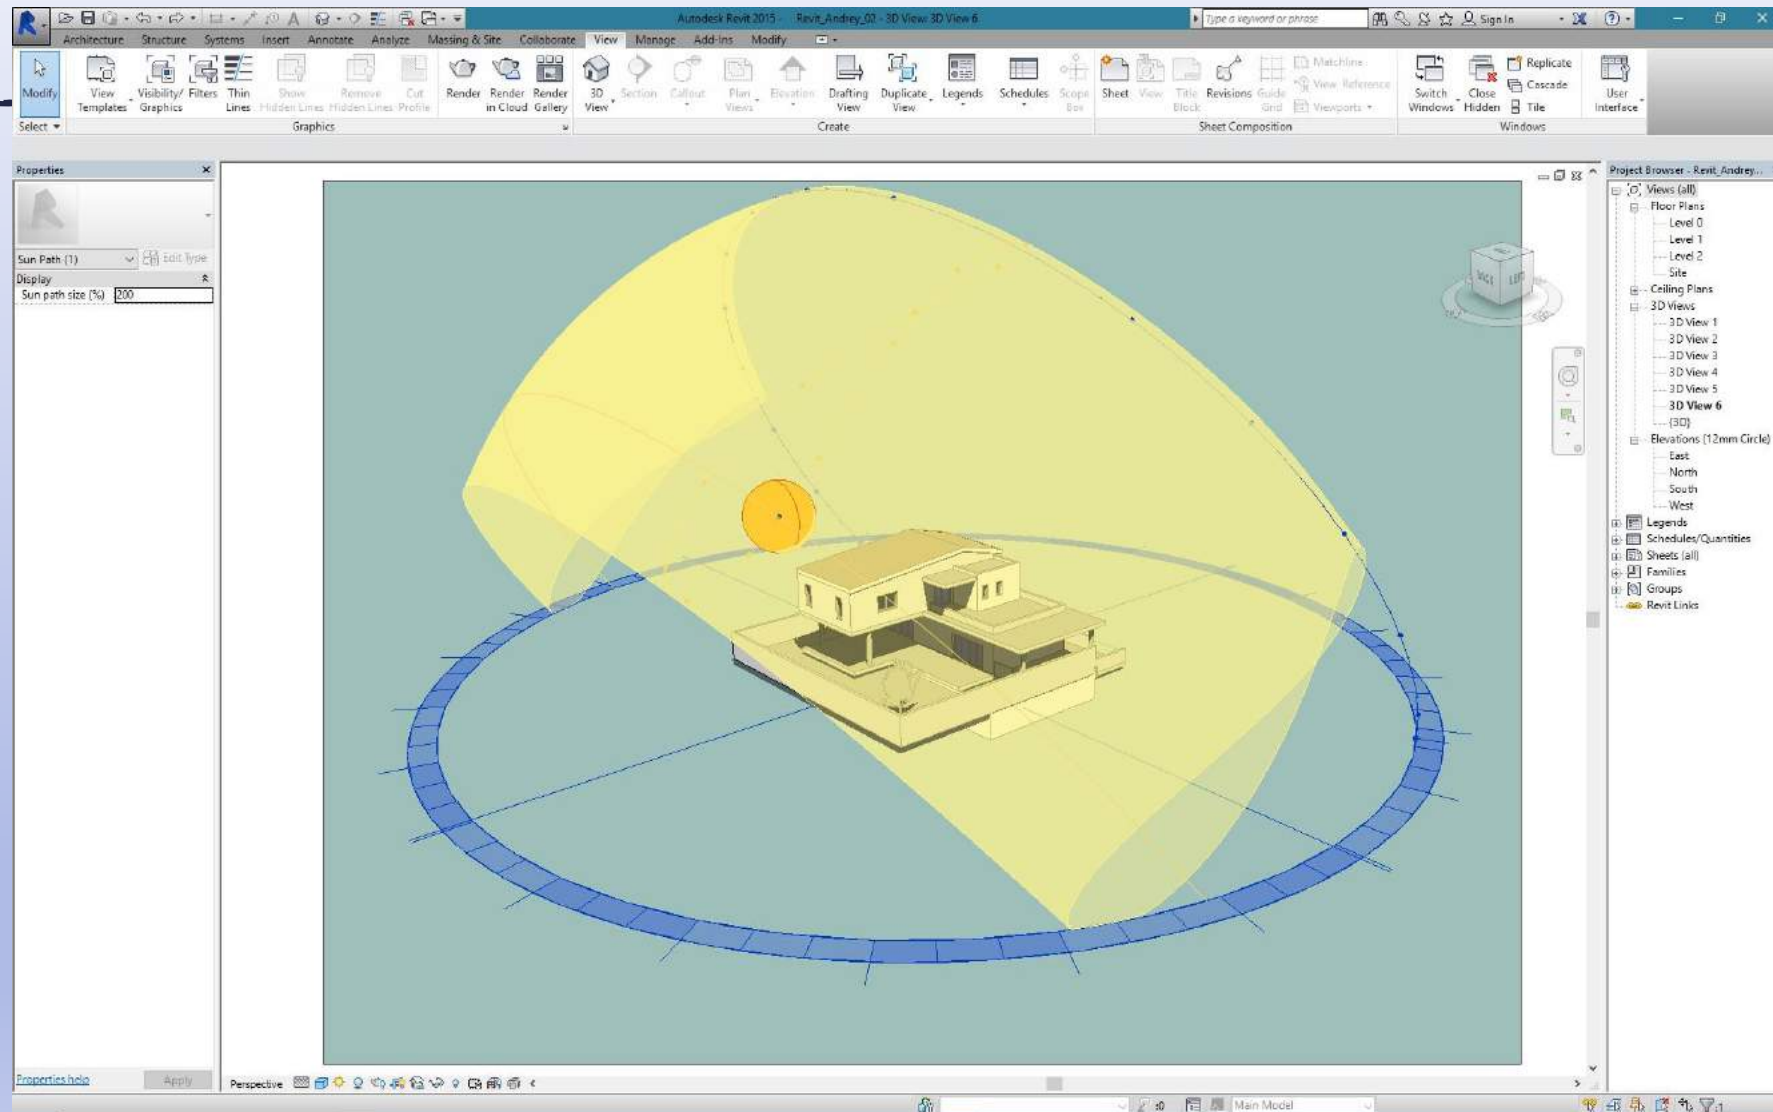 Autodesk Revit 2015 - Revit_Andrey_02 - 3D View: 3D View 6
Type a keyword or phrase
Sign In
Architecture Structure Systems Insert Annotate Analyze Massing & Site Collaborate View Manage Add-Ins Modify
Modify
View Templates
Visibility/ Graphics
Filters
Thin Lines
Show Hidden Lines
Remove Hidden Lines
Cut Profile
Render
Render in Cloud
Render Gallery
3D View
Section
Callout
Plan Views
Elevation
Drafting View
Duplicate View
Legends
Schedules
Scope Box
Sheet
View
Title Block
Revisions
Guide Grid
Matchline
View Reference
Viewports
Switch Windows
Close Hidden
Replicate
Cascade
Tile
User Interface
Select
Graphics
Create
Sheet Composition
Windows
Properties
Sun Path (1)
Edit Type
Display
Sun path size (%) 200
LEFT
Project Browser - Revit_Andrey...
Views (all)
Floor Plans
Level 0
Level 1
Level 2
Site
Ceiling Plans
3D Views
3D View 1
3D View 2
3D View 3
3D View 4
3D View 5
3D View 6
{3D}
Elevations (12mm Circle)
East
North
South
West
Legends
Schedules/Quantities
Sheets (all)
Families
Groups
Revit Links
Properties help
Apply
Perspective
:0
Main Model
:1